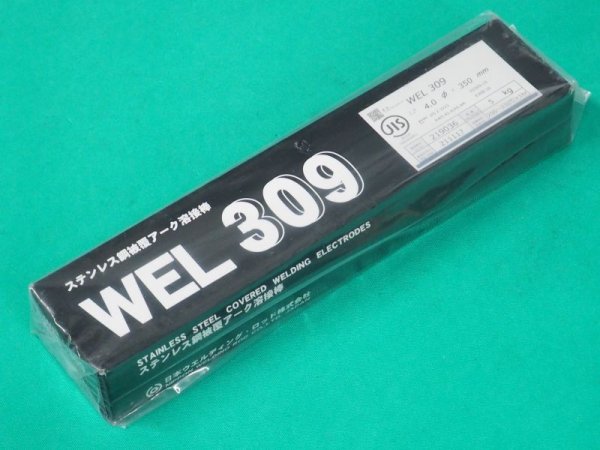 ステンレス鋼被覆アーク溶接棒
WEL 309
STAINLESS STEEL COVERED WELDING ELECTRODES
ステンレス鋼被覆アーク溶接棒
日本ウエルディング・ロッド株式会社
WEL 309
4.0 φ × 350 mm
JIS
219036
5 kg